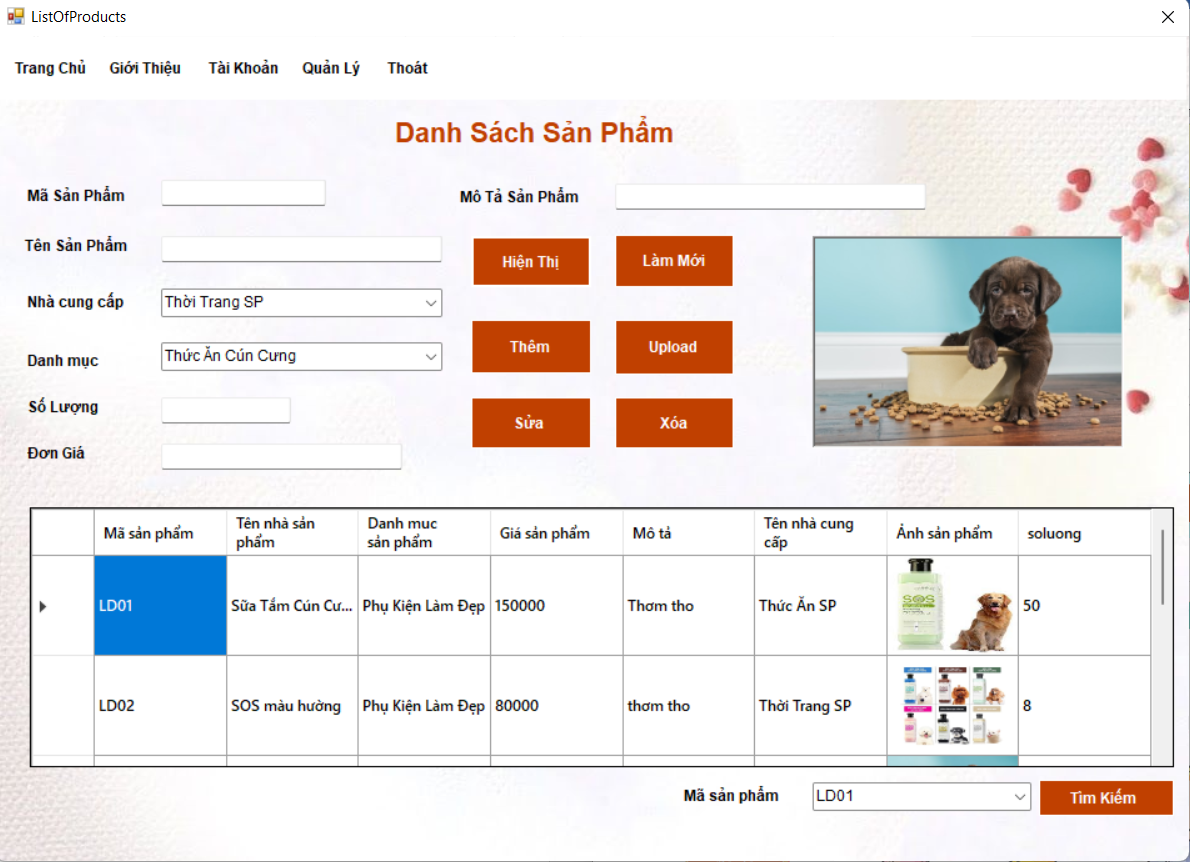 ListOfProducts
Trang Chủ Giới Thiệu Tài Khoản Quản Lý Thoát
Danh Sách Sản Phẩm
Mã Sản Phẩm
Mô Tả Sản Phẩm
Tên Sản Phẩm
Hiện Thị
Làm Mới
Nhà cung cấp
Thời Trang SP
Danh mục
Thức Ăn Cún Cưng
Thêm
Upload
Số Lượng
Sửa
Xóa
Đơn Giá
Mã sản phẩm
Tên nhà sản
phẩm
Danh muc
sản phẩm
Giá sản phẩm
Mô tả
Tên nhà cung
cấp
Ảnh sản phẩm
soluong
LD01 Sữa Tắm Cún Cư... Phụ Kiện Làm Đẹp 150000 Thơm tho Thức Ăn SP SOS 50
LD02 SOS màu hường Phụ Kiện Làm Đẹp 80000 thơm tho Thời Trang SP 8
Mã sản phẩm LD01 Tìm Kiếm